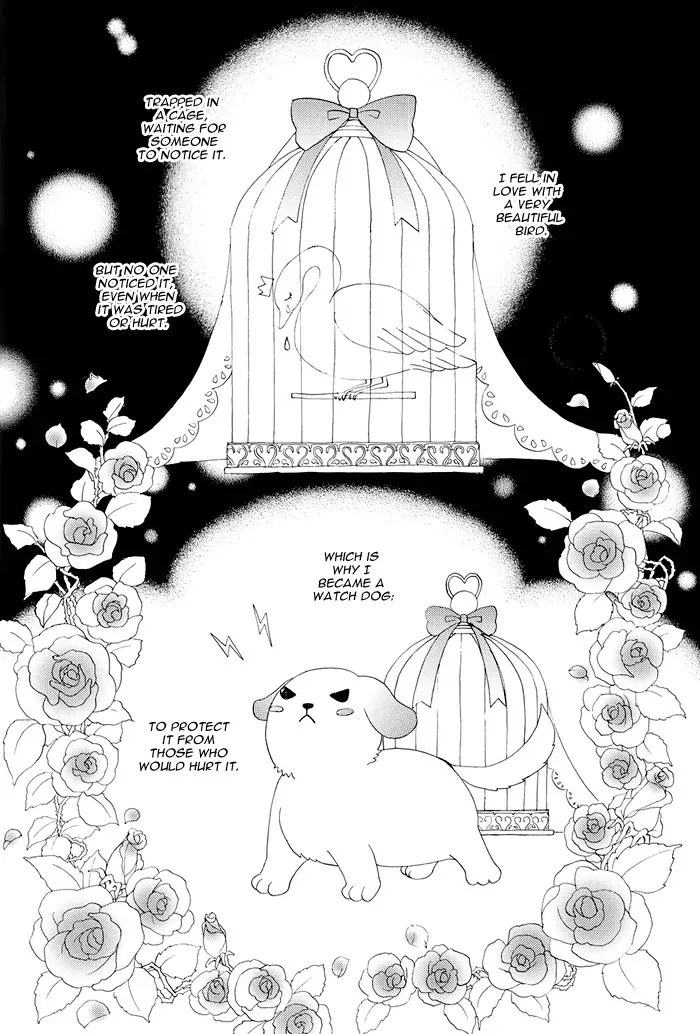 I FELL IN
LOVE WITH
A VERY
BEAUTIFUL
BIRD,
TRAPPED IN
A CAGE,
WAITING FOR
SOMEONE
TO NOTICE IT.
BUT NO ONE
NOTICED IT,
EVEN WHEN
IT WAS TIRED
OR HURT.
WHICH IS
WHY I
BECAME A
WATCH DOG:
TO PROTECT
IT FROM
THOSE WHO
WOULD HURT IT.